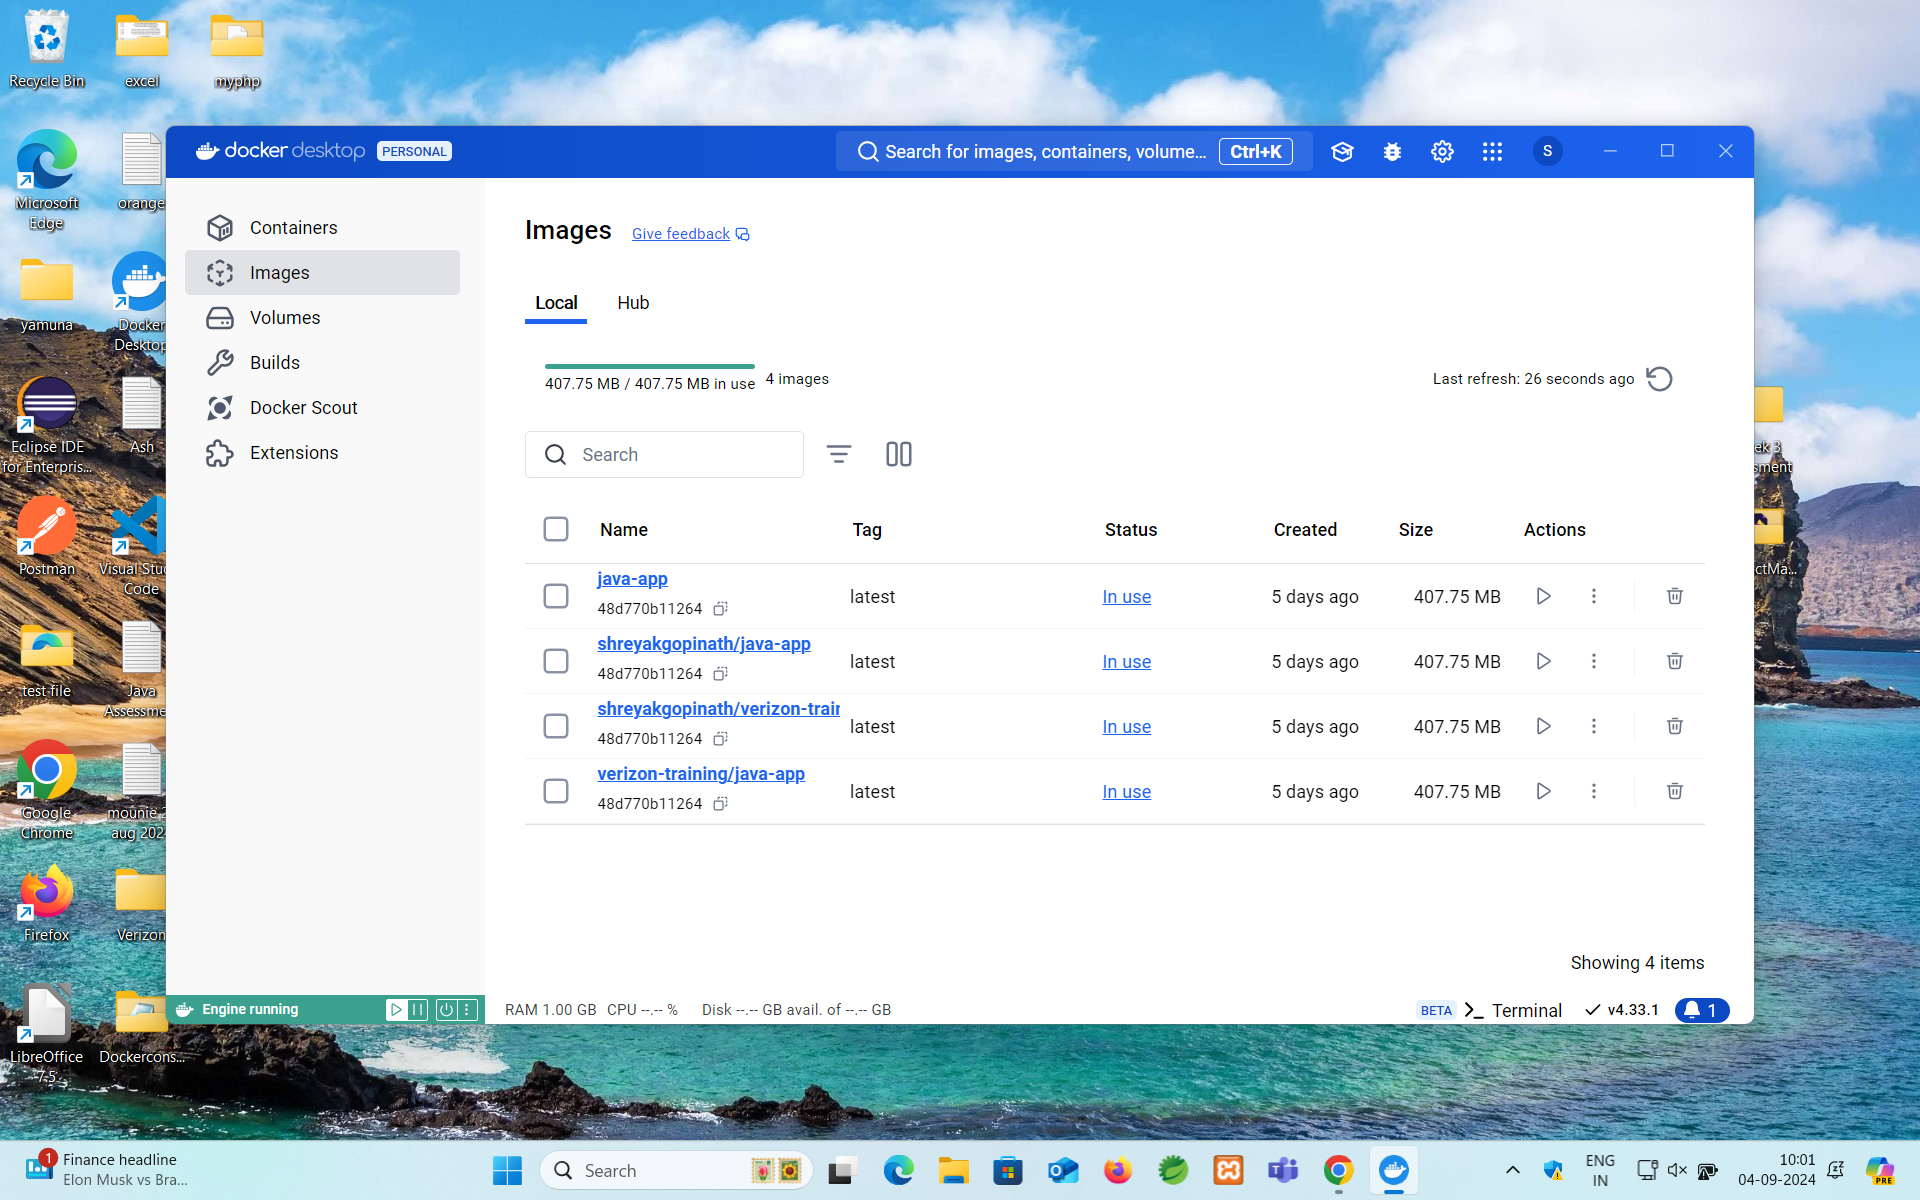 Recycle Bin
excel
myphp
Microsoft
Edge
orange
yamuna
Docker
Desktop
Eclipse IDE
for Enterpris...
Ash
Postman
Visual Stu
Code
test file
Java
Assessme
Google
Chrome
mounie 2
aug 202
Firefox
Verizon
LibreOffice
7.5
Dockercons...
docker desktop PERSONAL
Search for images, containers, volume... Ctrl+K
S
Containers
Images
Volumes
Builds
Docker Scout
Extensions
Images Give feedback
Local Hub
407.75 MB / 407.75 MB in use 4 images
Last refresh: 26 seconds ago
Search
Name Tag Status Created Size Actions
java-app
48d770b11264
latest In use 5 days ago 407.75 MB
shreyakgopinath/java-app
48d770b11264
latest In use 5 days ago 407.75 MB
shreyakgopinath/verizon-train
48d770b11264
latest In use 5 days ago 407.75 MB
verizon-training/java-app
48d770b11264
latest In use 5 days ago 407.75 MB
Showing 4 items
Engine running
RAM 1.00 GB CPU --.-- % Disk --.-- GB avail. of --.-- GB
BETA Terminal v4.33.1 1
ek 3
sment
ctMa...
1
Finance headline
Elon Musk vs Bra...
Search
ENG
IN
10:01
04-09-2024
PRE